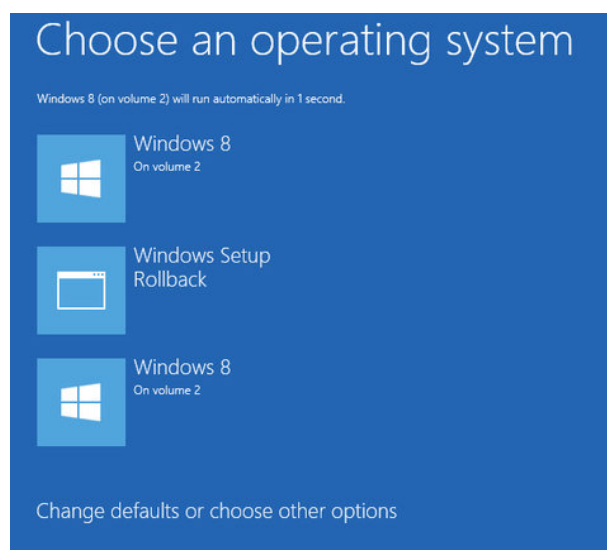 Choose an operating system
Windows 8 (on volume 2) will run automatically in 1 second.
Windows 8
On volume 2
Windows Setup
Rollback
Windows 8
On volume 2
Change defaults or choose other options